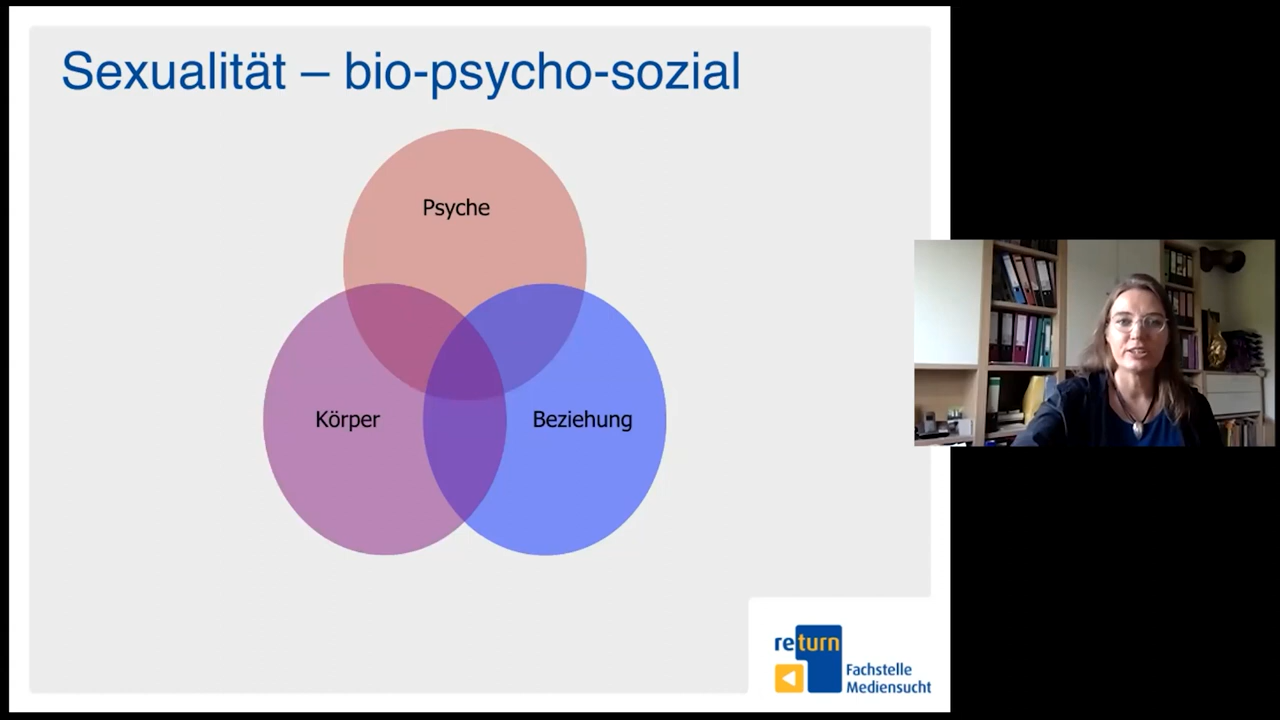 Sexualität – bio-psycho-sozial
Psyche
Körper
Beziehung
return
Fachstelle
Mediensucht